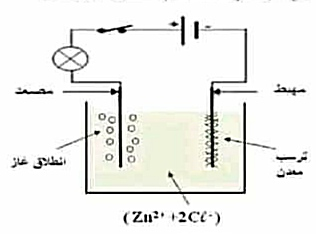 + -
مصعد
مهبط
انطلاق غاز
ترسب
معدن
(Zn²⁺ +2Cℓ⁻)